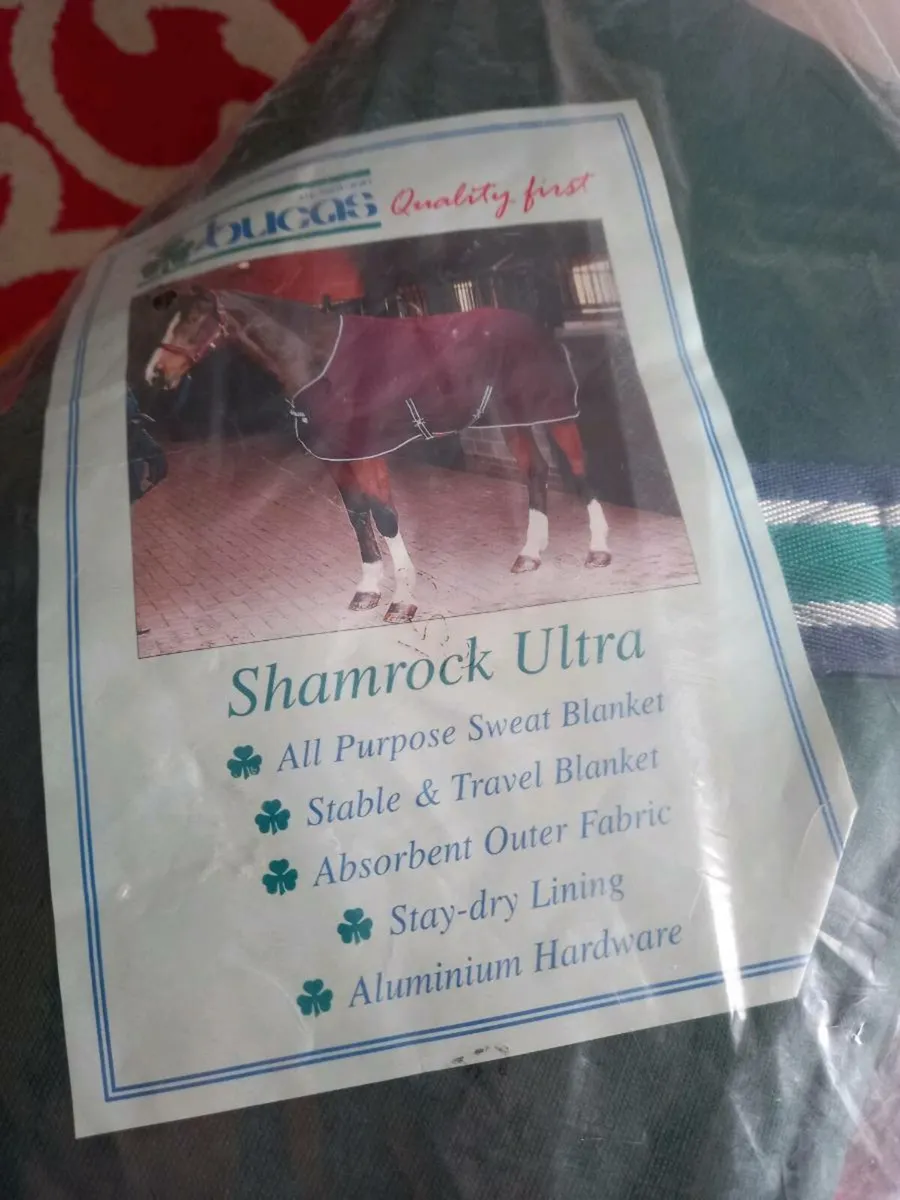 bucas Quality first
Shamrock Ultra
All Purpose Sweat Blanket
Stable & Travel Blanket
Absorbent Outer Fabric
Stay-dry Lining
Aluminium Hardware